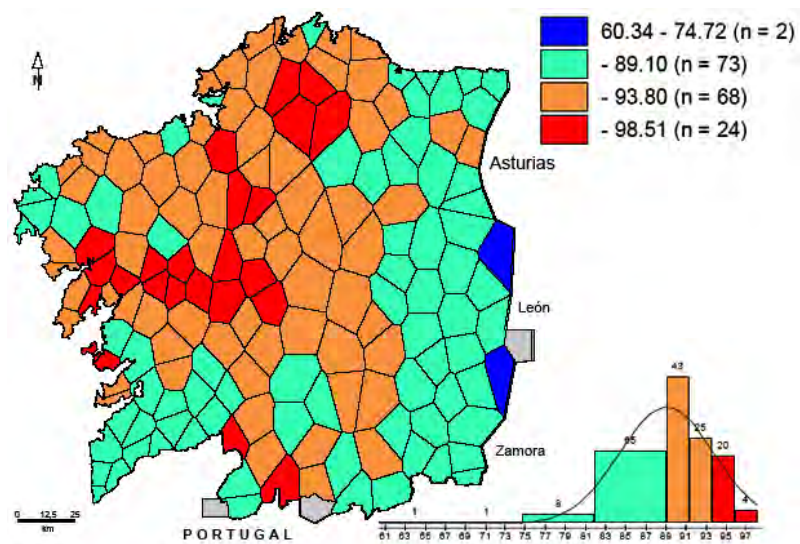 60.34 - 74.72 (n = 2)
- 89.10 (n = 73)
- 93.80 (n = 68)
- 98.51 (n = 24)
N
Asturias
León
Zamora
0 12,5 25
km
PORTUGAL
1 1 8 65 43 25 20 4
61 63 65 67 69 71 73 75 77 79 81 83 85 87 89 91 93 95 97